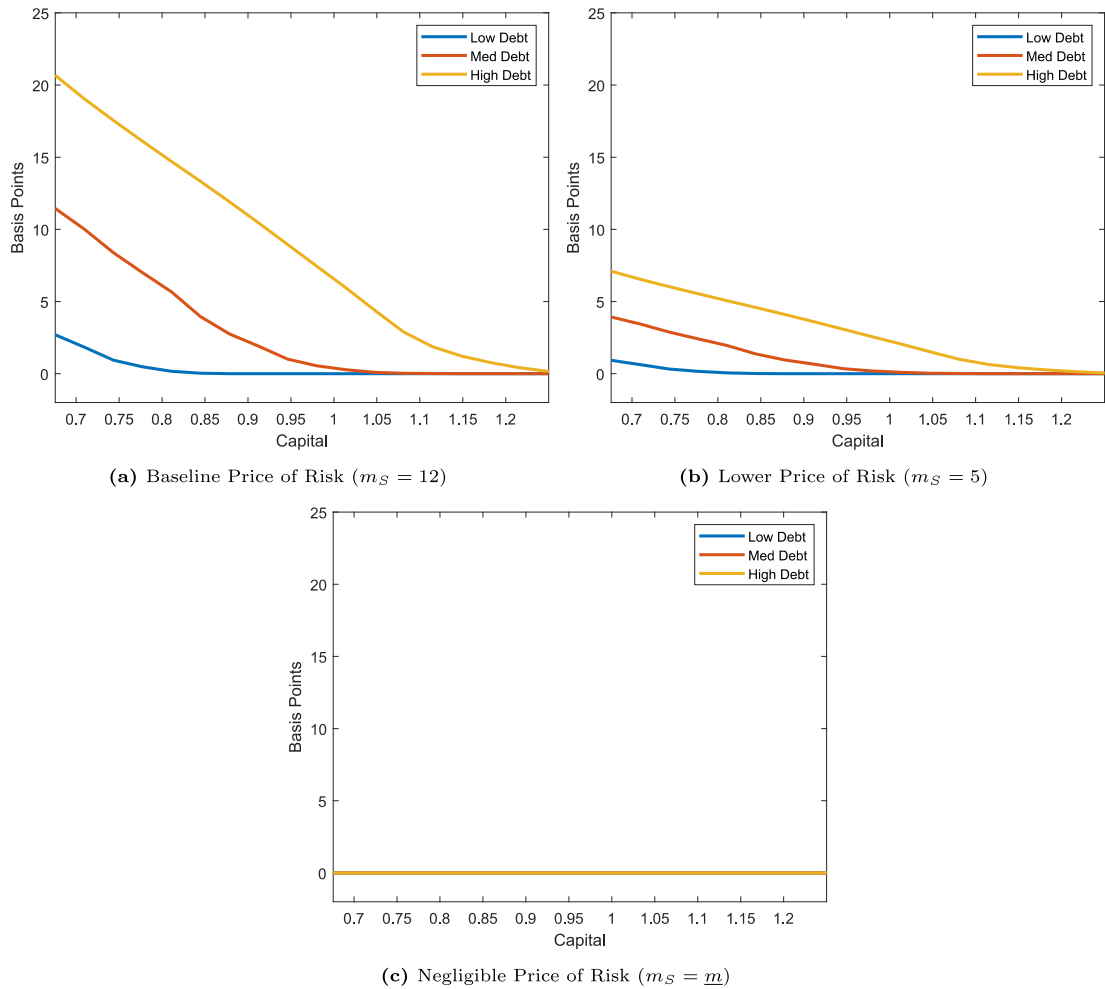 25
20
15
10
5
0
Basis Points
Low Debt
Med Debt
High Debt
0.7 0.75 0.8 0.85 0.9 0.95 1 1.05 1.1 1.15 1.2
Capital
(a) Baseline Price of Risk (m_S = 12)
25
20
15
10
5
0
Basis Points
Low Debt
Med Debt
High Debt
0.7 0.75 0.8 0.85 0.9 0.95 1 1.05 1.1 1.15 1.2
Capital
(b) Lower Price of Risk (m_S = 5)
25
20
15
10
5
0
Basis Points
Low Debt
Med Debt
High Debt
0.7 0.75 0.8 0.85 0.9 0.95 1 1.05 1.1 1.15 1.2
Capital
(c) Negligible Price of Risk (m_S = m̲)